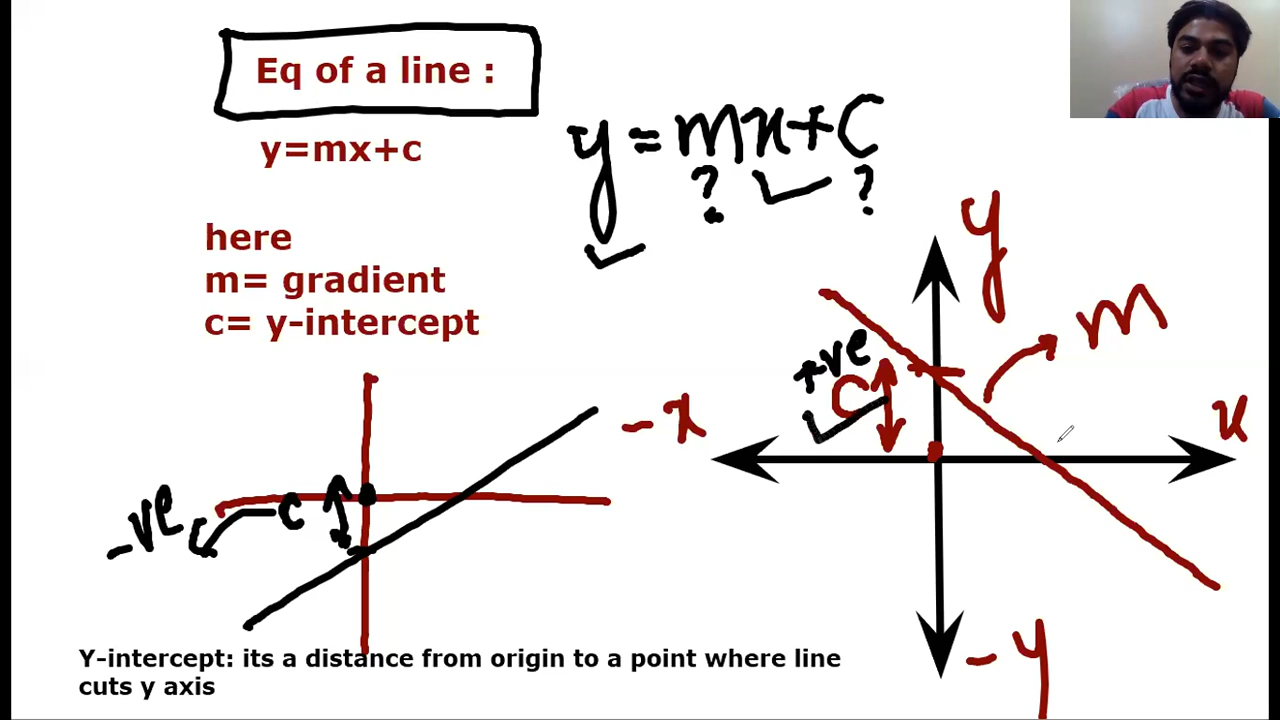 Eq of a line :
y=mx+c
y = mx+c
? ?
here
m= gradient
c= y-intercept
y
m
+ve
c
-x
x
-ve
c
-y
Y-intercept: its a distance from origin to a point where line
cuts y axis